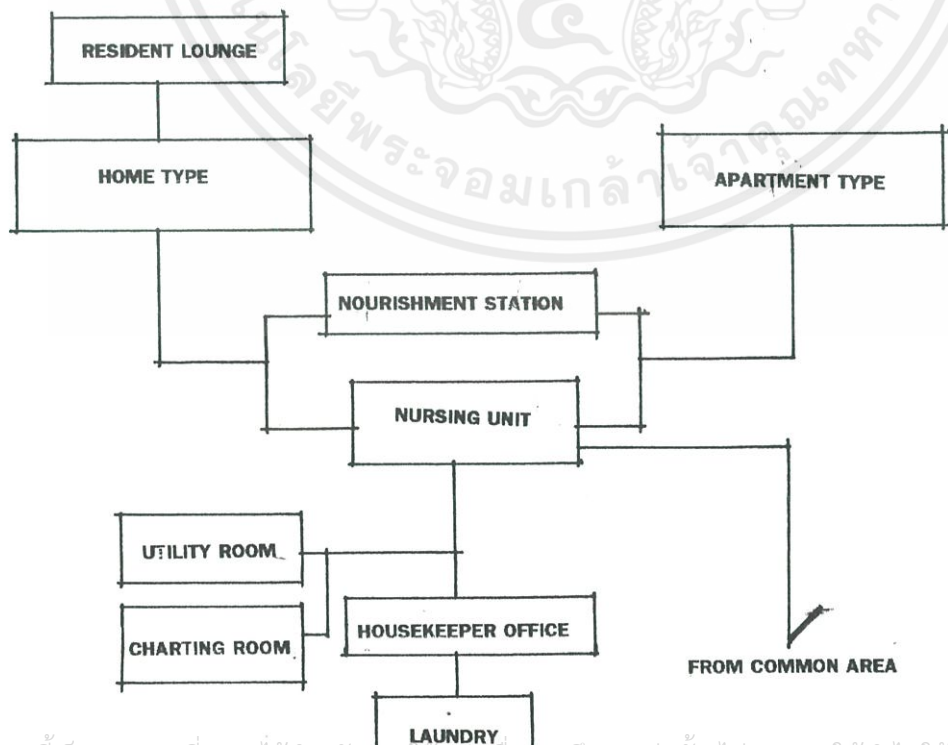 RESIDENT LOUNGE
HOME TYPE
APARTMENT TYPE
NOURISHMENT STATION
NURSING UNIT
UTILITY ROOM
CHARTING ROOM
HOUSEKEEPER OFFICE
FROM COMMON AREA
LAUNDRY